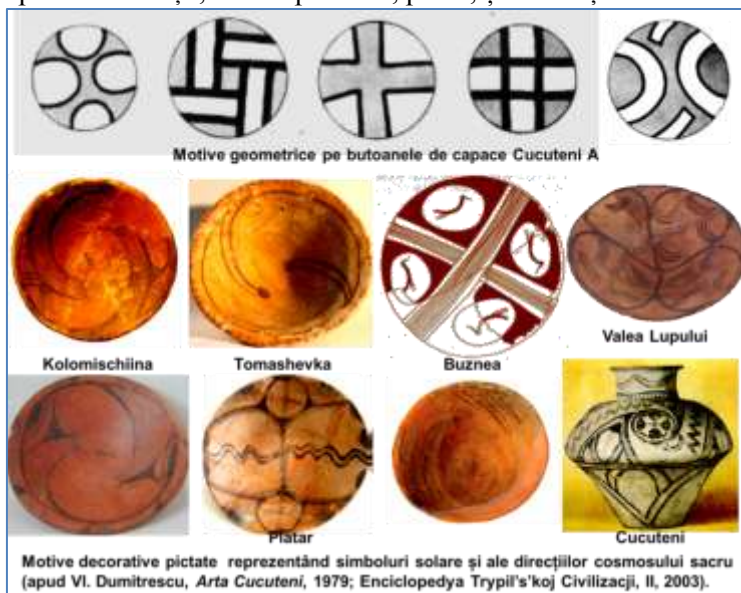 Motive geometrice pe butoanele de capace Cucuteni A
Kolomischiina
Tomashevka
Buznea
Valea Lupului
Platar
Cucuteni
Motive decorative pictate reprezentând simboluri solare și ale direcțiilor cosmosului sacru
(apud Vl. Dumitrescu, Arta Cucuteni, 1979; Enciclopedya Trypil's'koj Civilizacji, II, 2003).